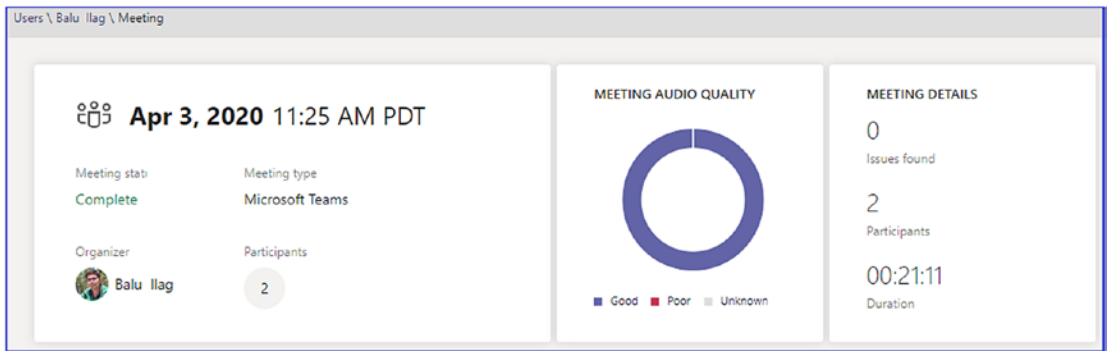 Users \ Balu Ilag \ Meeting
Apr 3, 2020 11:25 AM PDT
Meeting stat
Meeting type
Complete
Microsoft Teams
Organizer
Participants
Balu Ilag
2
MEETING AUDIO QUALITY
Good Poor Unknown
MEETING DETAILS
0
Issues found
2
Participants
00:21:11
Duration